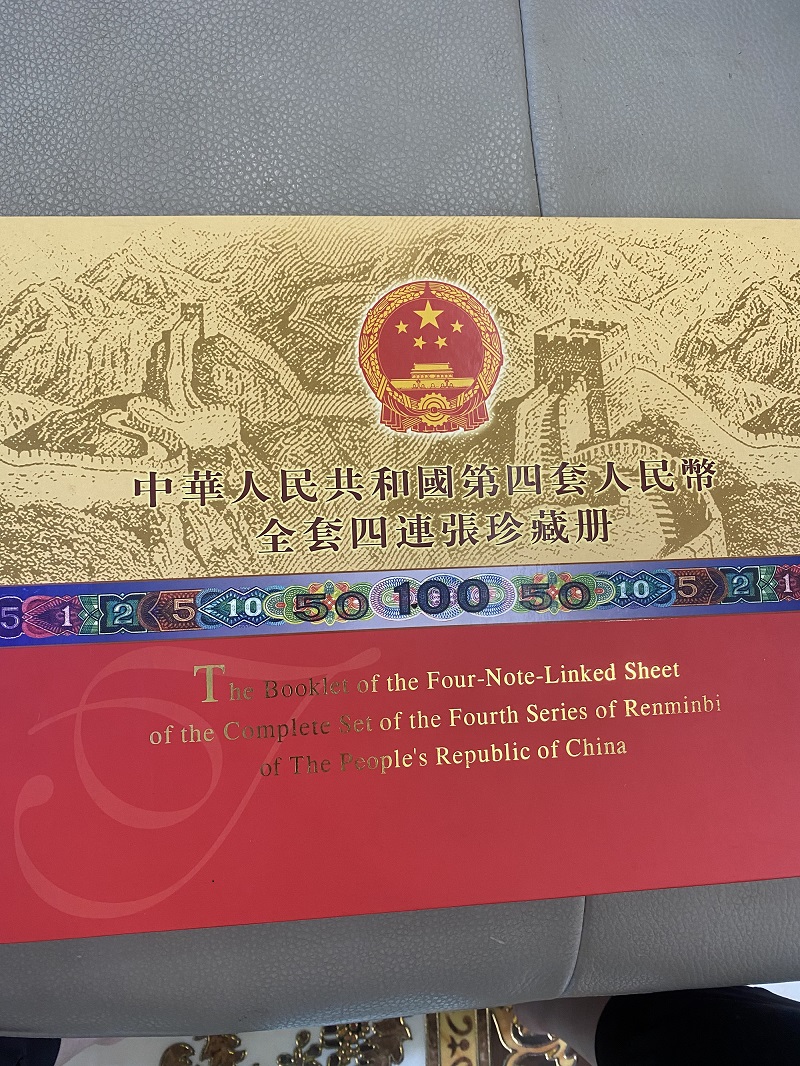 中華人民共和國第四套人民幣
全套四連張珍藏册
5 1 2 5 10 50 100 50 10 5 2 1
The Booklet of the Four-Note-Linked Sheet
of the Complete Set of the Fourth Series of Renminbi
of The People's Republic of China